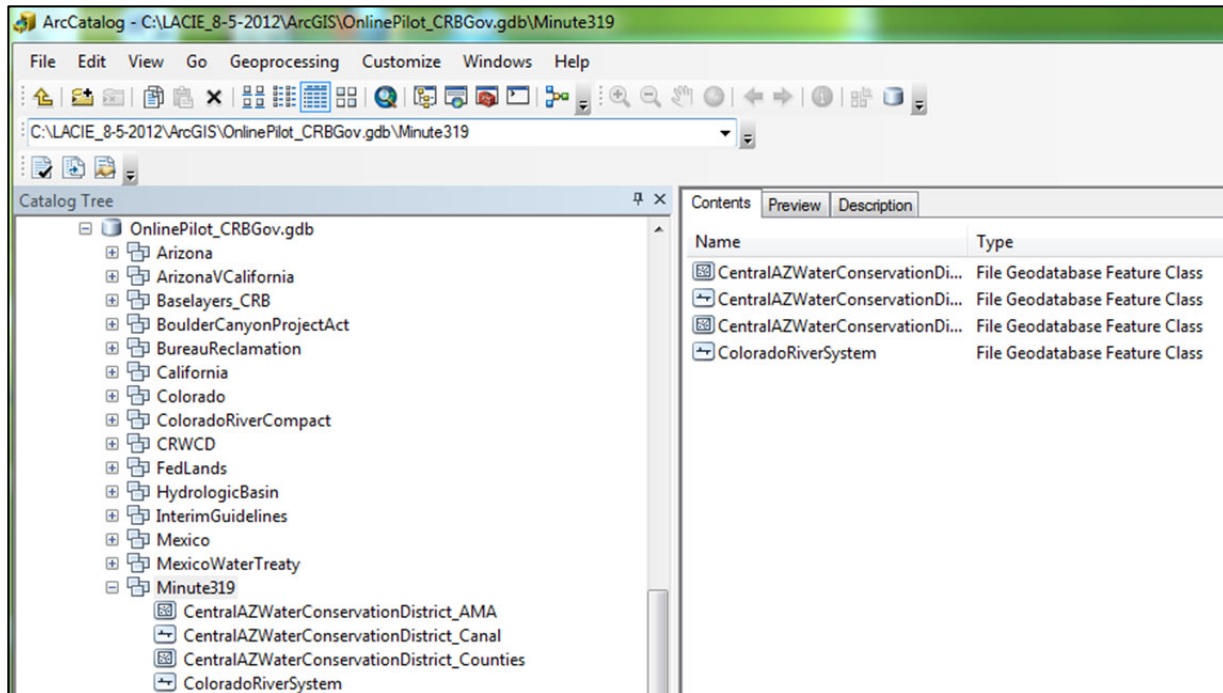 ArcCatalog - C:\LACIE_8-5-2012\ArcGIS\OnlinePilot_CRBGov.gdb\Minute319
File Edit View Go Geoprocessing Customize Windows Help
C:\LACIE_8-5-2012\ArcGIS\OnlinePilot_CRBGov.gdb\Minute319
Catalog Tree
OnlinePilot_CRBGov.gdb
Arizona
ArizonaVCalifornia
Baselayers_CRB
BoulderCanyonProjectAct
BureauReclamation
California
Colorado
ColoradoRiverCompact
CRWCD
FedLands
HydrologicBasin
InterimGuidelines
Mexico
MexicoWaterTreaty
Minute319
CentralAZWaterConservationDistrict_AMA
CentralAZWaterConservationDistrict_Canal
CentralAZWaterConservationDistrict_Counties
ColoradoRiverSystem
Contents Preview Description
Name Type
CentralAZWaterConservationDi... File Geodatabase Feature Class
CentralAZWaterConservationDi... File Geodatabase Feature Class
CentralAZWaterConservationDi... File Geodatabase Feature Class
ColoradoRiverSystem File Geodatabase Feature Class